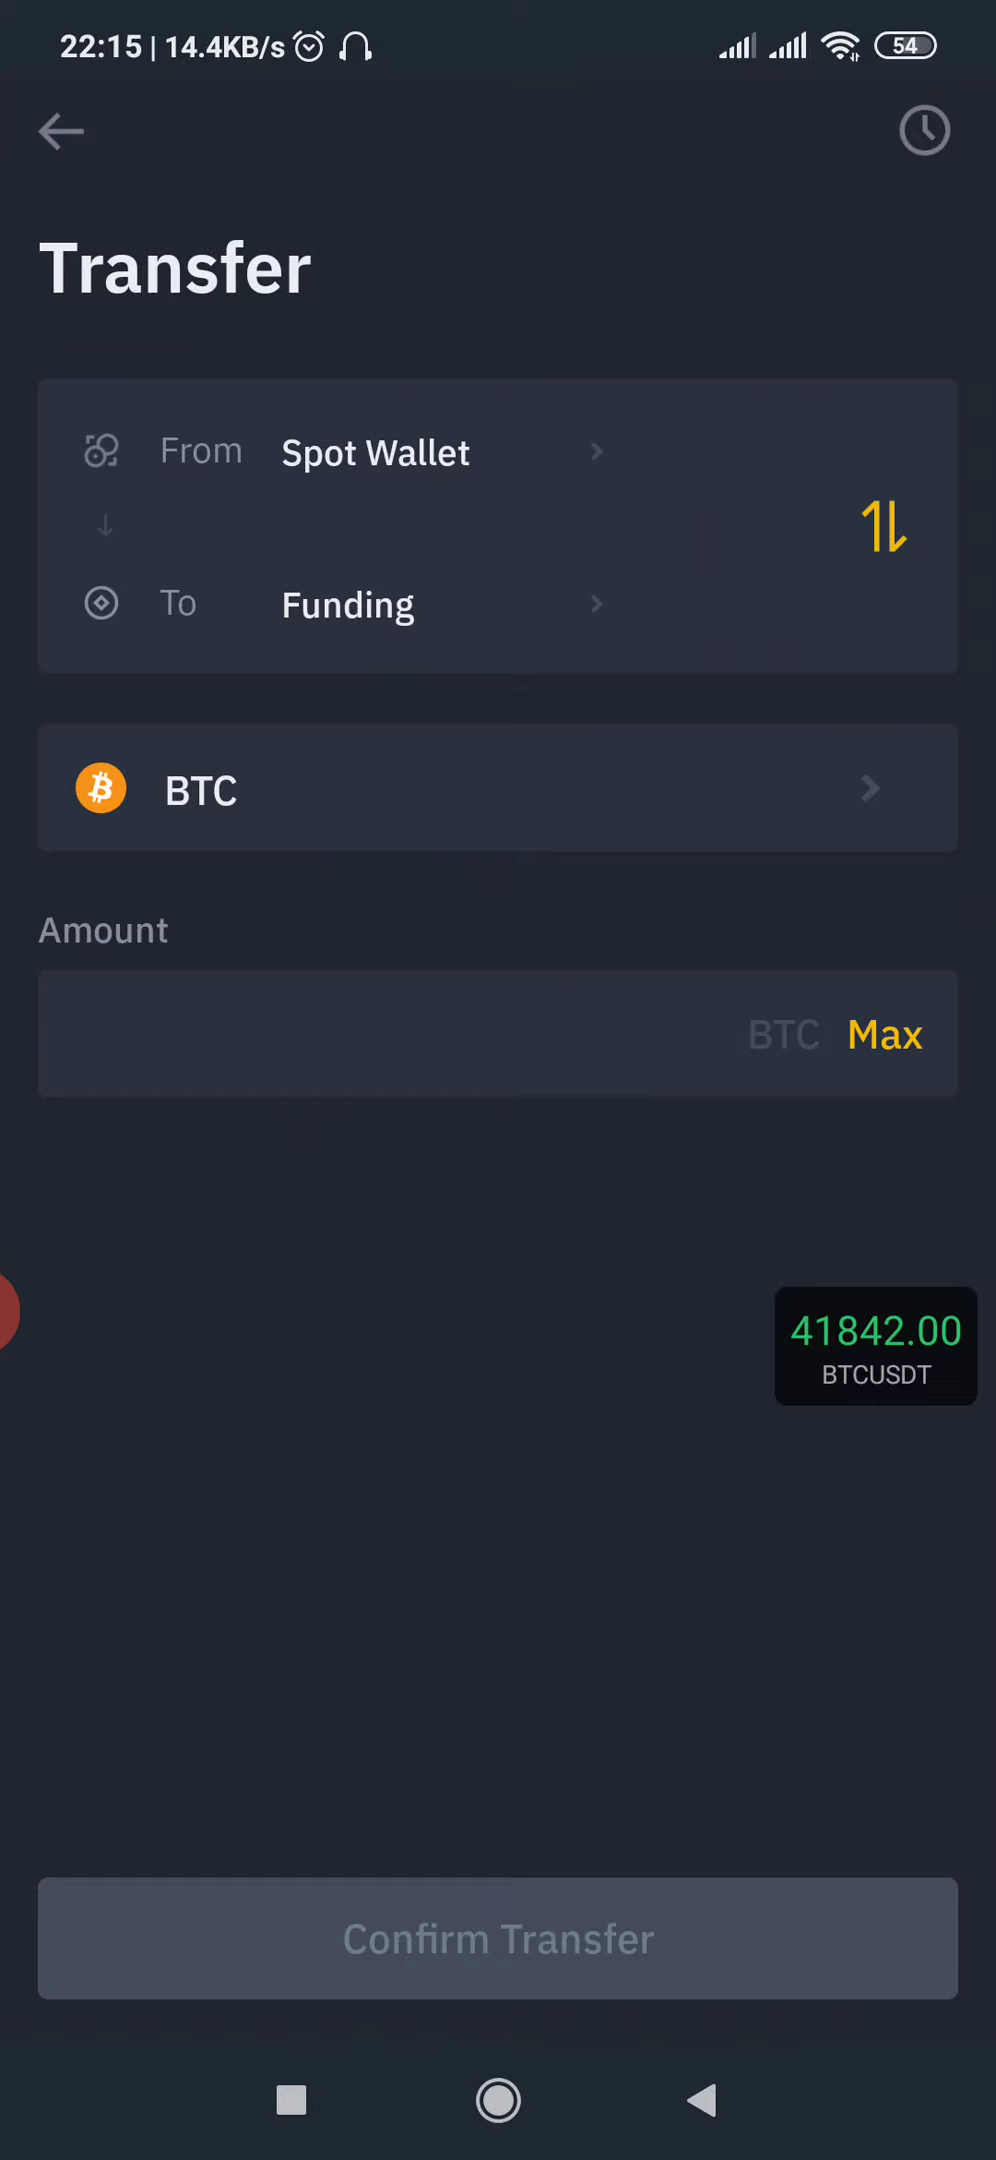 22:15 | 14.4KB/s
54
Transfer
From Spot Wallet
To Funding
BTC
Amount
BTC Max
41842.00
BTCUSDT
Confirm Transfer